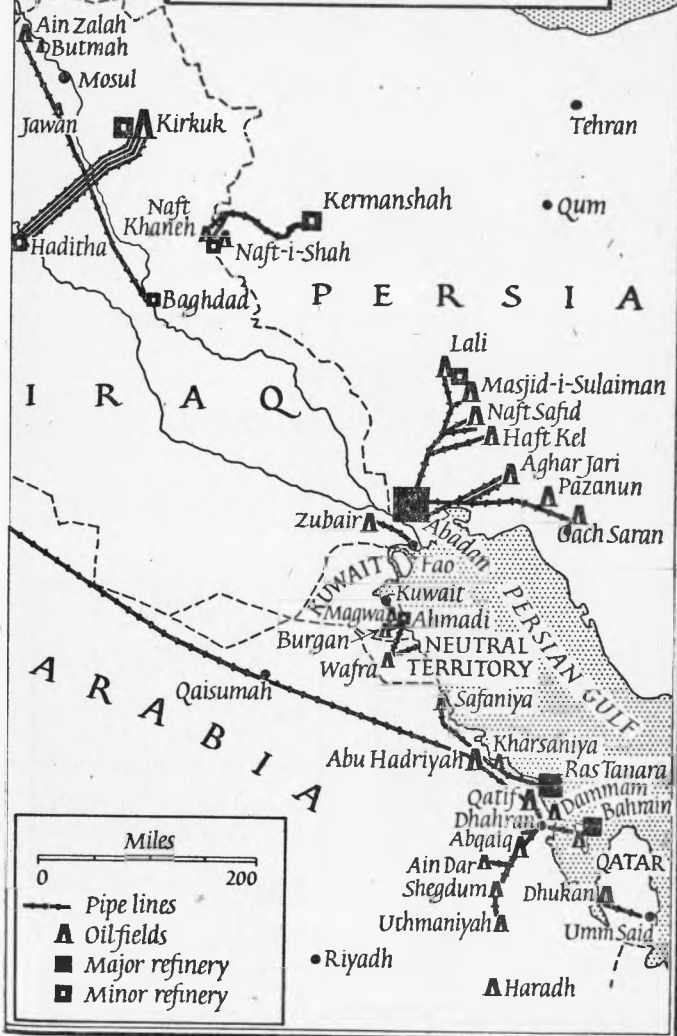 Ain Zalah
Butmah
Mosul
Jawan
Kirkuk
Tehran
Kermanshah
Qum
Naft
Khaneh
Naft-i-Shah
Haditha
Baghdad
PERSIA
Lali
Masjid-i-Sulaiman
IRAQ
Naft Safid
Haft Kel
Aghar Jari
Pazanun
Zubair
Gach Saran
Abadan
KUWAIT
Fao
Kuwait
Magwa
Ahmadi
PERSIAN GULF
Burgan
NEUTRAL
TERRITORY
Wafra
ARABIA
Qaisumah
Safaniya
Kharsaniya
Abu Hadriyah
Ras Tanara
Qatif
Dammam
Bahrain
Dhahran
Abqaiq
QATAR
Ain Dar
Shegdum
Dhukan
Uthmaniyah
Umm Said
Riyadh
Haradh
Miles
0 200
Pipe lines
Oilfields
Major refinery
Minor refinery